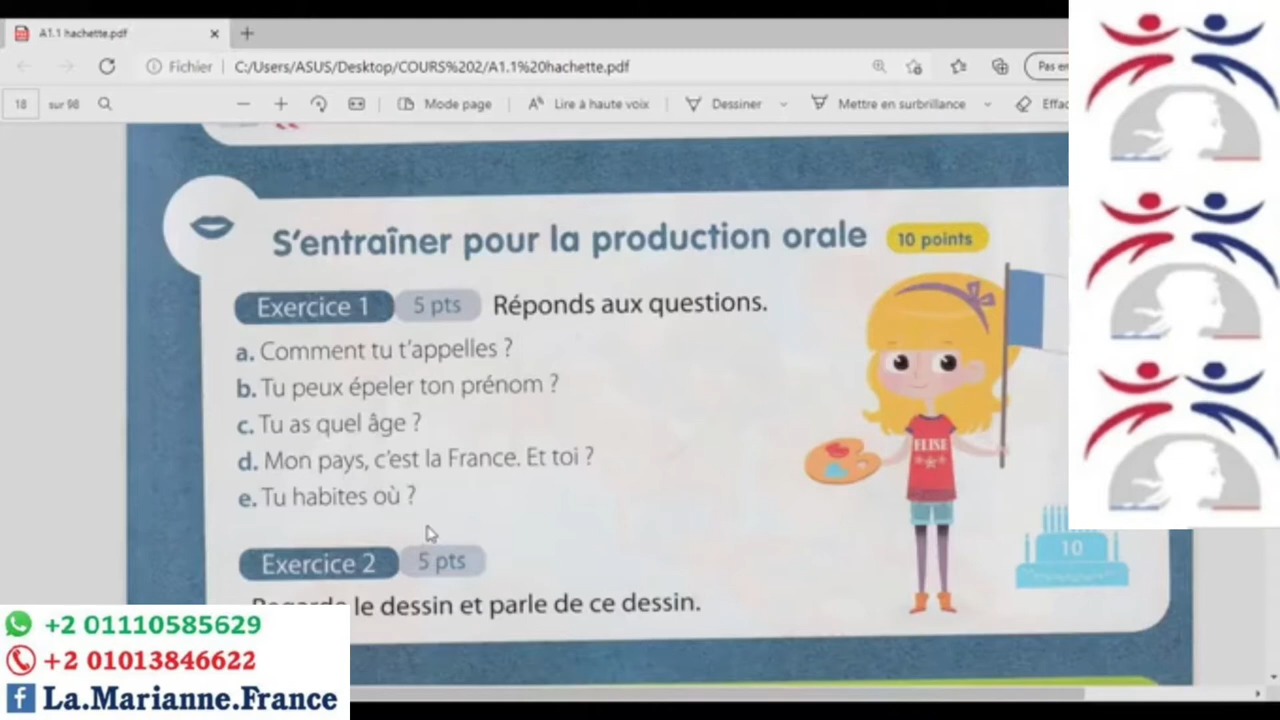 A1.1 hachette.pdf
Fichier
C:/Users/ASUS/Desktop/COURS%202/A1.1%20hachette.pdf
Pas en
18 sur 98
Mode page
Lire à haute voix
Dessiner
Mettre en surbrillance
Effac
S'entraîner pour la production orale 10 points
Exercice 1 5 pts Réponds aux questions.
a. Comment tu t'appelles ?
b. Tu peux épeler ton prénom ?
c. Tu as quel âge ?
d. Mon pays, c'est la France. Et toi ?
e. Tu habites où ?
ELISE
10
Exercice 2 5 pts
le dessin et parle de ce dessin.
+2 01110585629
+2 01013846622
La.Marianne.France